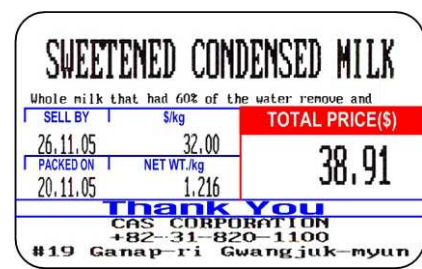 SWEETENED CONDENSED MILK
Whole milk that had 60% of the water remove and
SELL BY $/kg TOTAL PRICE($)
26.11.05 32.00
PACKED ON NET WT./kg 38.91
20.11.05 1.216
Thank You
CAS CORPORATION
+82-31-820-1100
#19 Ganap-ri Gwangjuk-myun